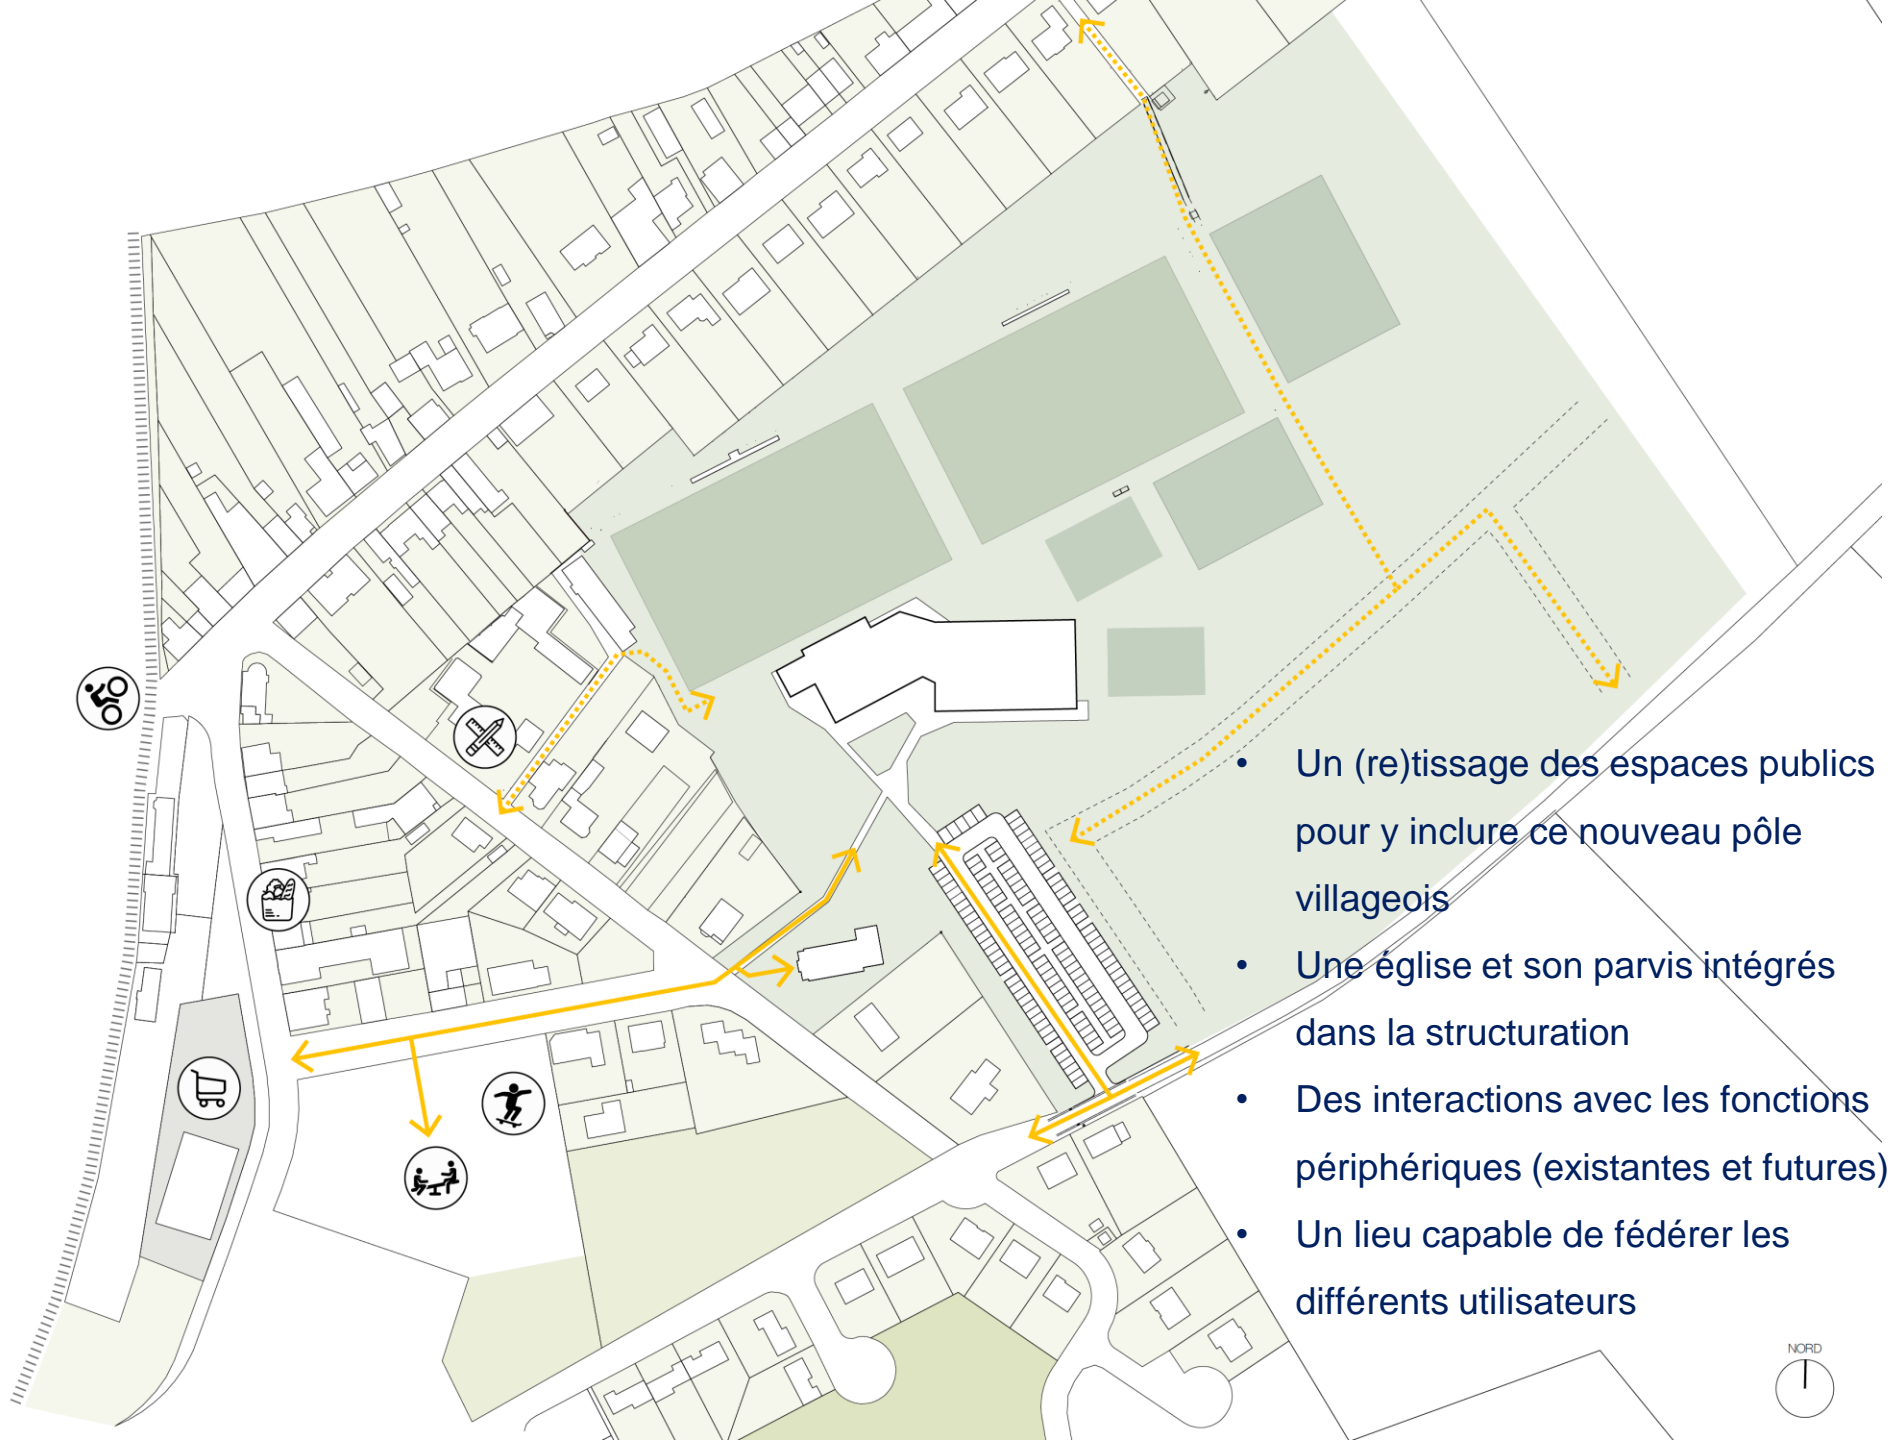 • Un (re)tissage des espaces publics
pour y inclure ce nouveau pôle
villageois
• Une église et son parvis intégrés
dans la structuration
• Des interactions avec les fonctions
périphériques (existantes et futures)
• Un lieu capable de fédérer les
différents utilisateurs
NORD